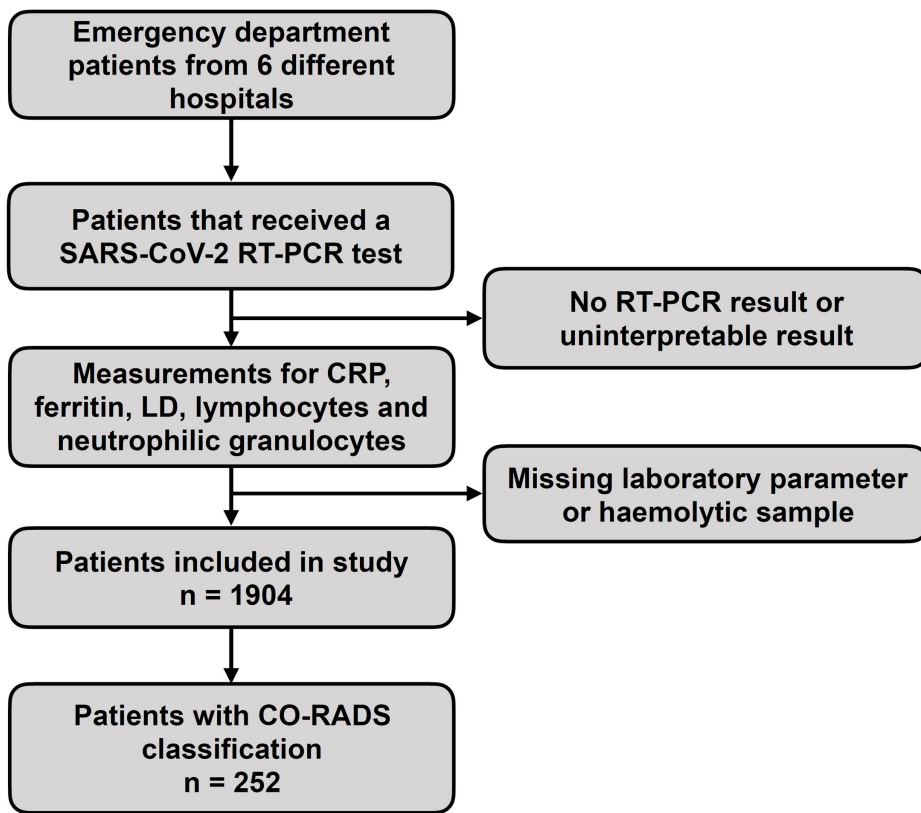 Emergency department
patients from 6 different
hospitals
Patients that received a
SARS-CoV-2 RT-PCR test
No RT-PCR result or
uninterpretable result
Measurements for CRP,
ferritin, LD, lymphocytes and
neutrophilic granulocytes
Missing laboratory parameter
or haemolytic sample
Patients included in study
n = 1904
Patients with CO-RADS
classification
n = 252